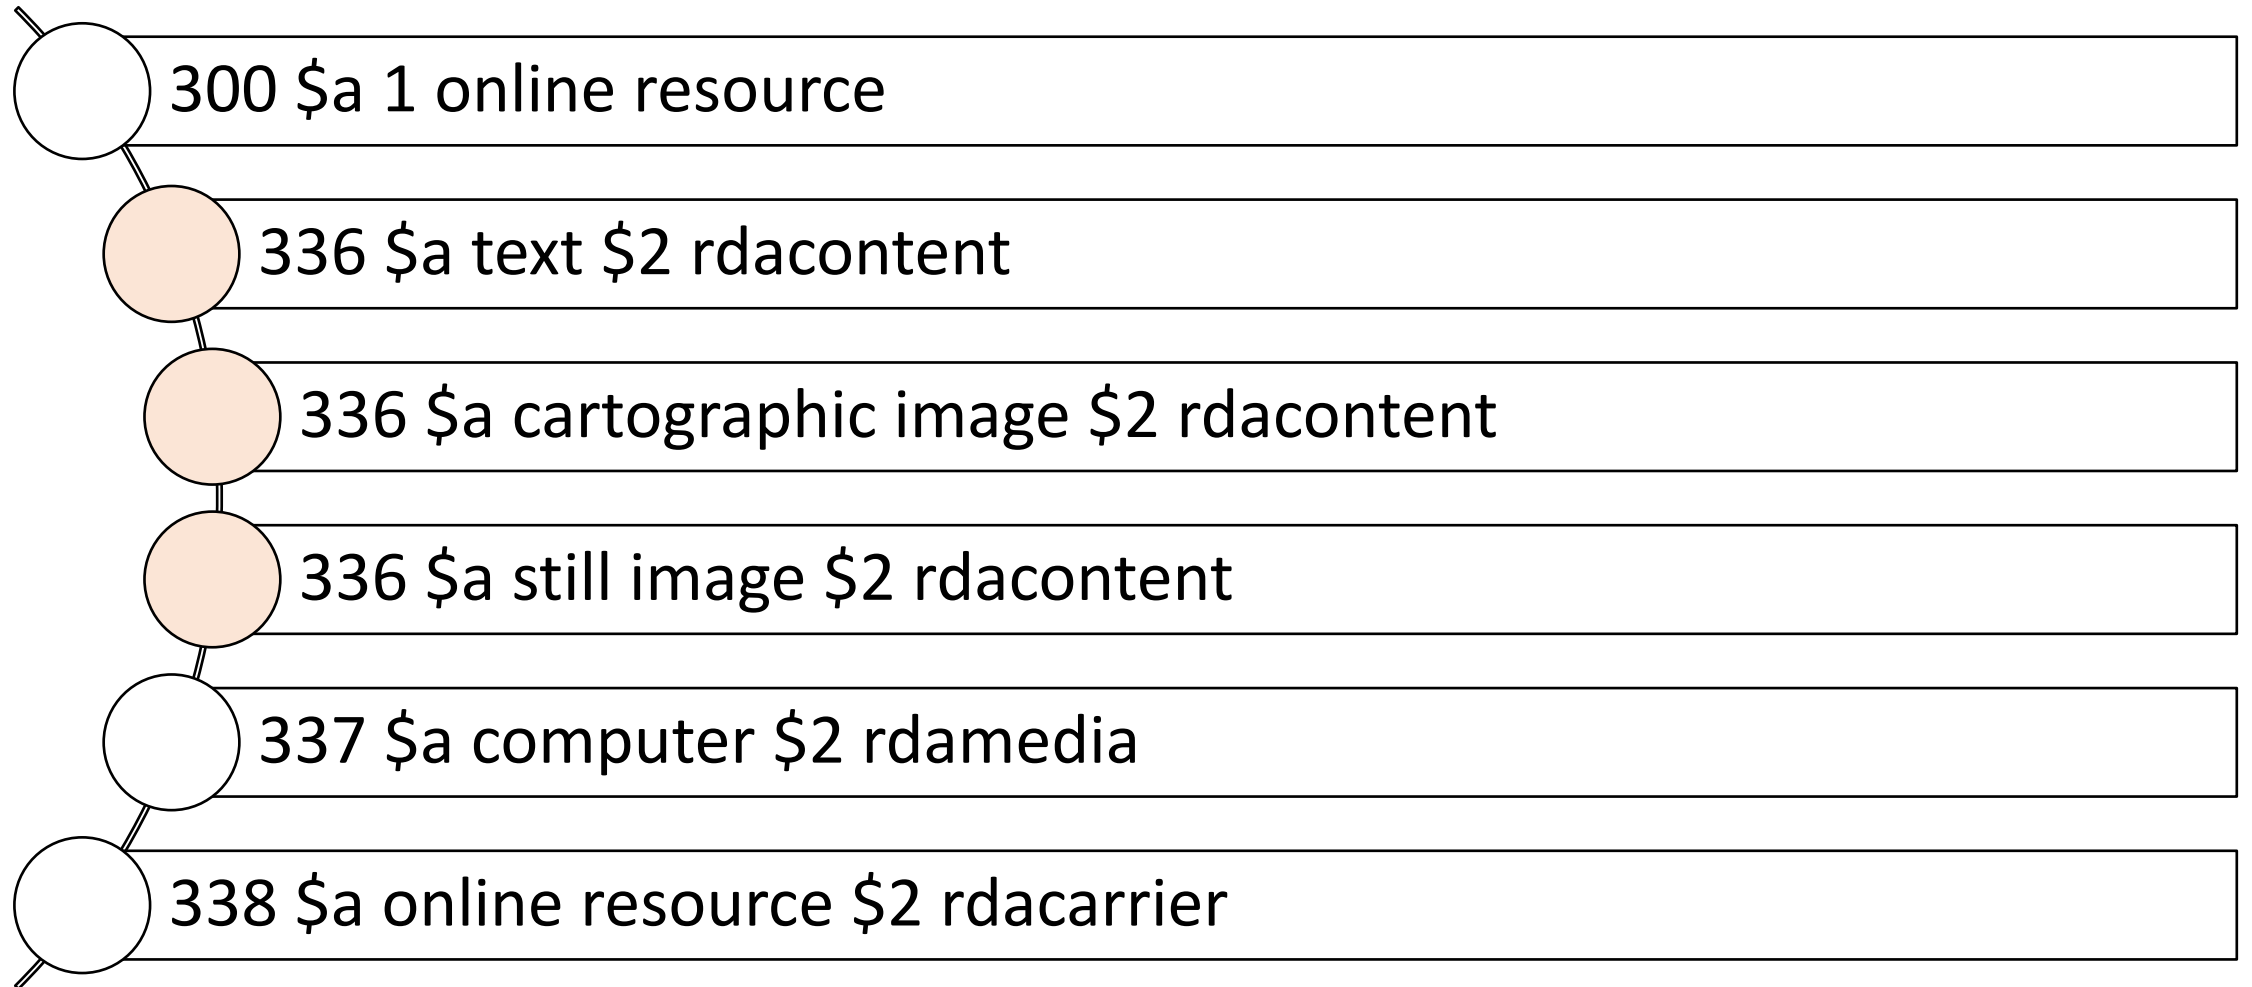 300 $a 1 online resource
336 $a text $2 rdacontent
336 $a cartographic image $2 rdacontent
336 $a still image $2 rdacontent
337 $a computer $2 rdamedia
338 $a online resource $2 rdacarrier